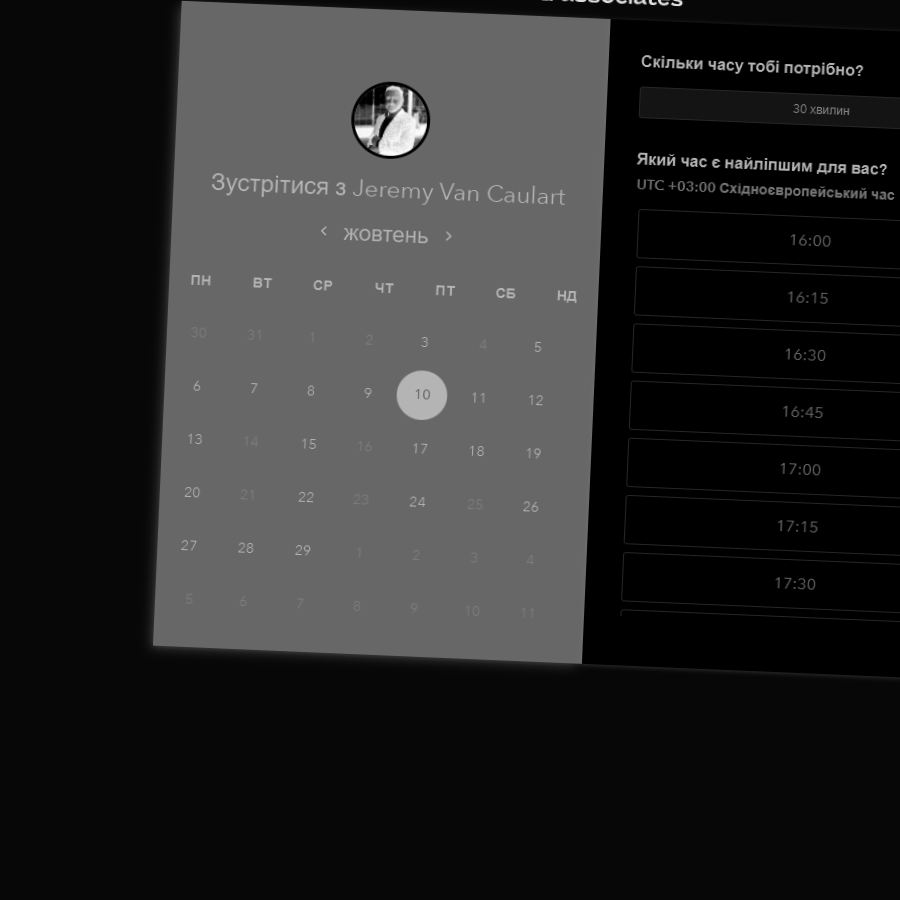 associates
Зустрітися з Jeremy Van Caulart
‹ жовтень ›
ПН ВТ СР ЧТ ПТ СБ НД
30 31 1 2 3 4 5
6 7 8 9 10 11 12
13 14 15 16 17 18 19
20 21 22 23 24 25 26
27 28 29 1 2 3 4
5 6 7 8 9 10 11
Скільки часу тобі потрібно?
30 хвилин
Який час є найліпшим для вас?
UTC +03:00 Східноєвропейський час
16:00
16:15
16:30
16:45
17:00
17:15
17:30